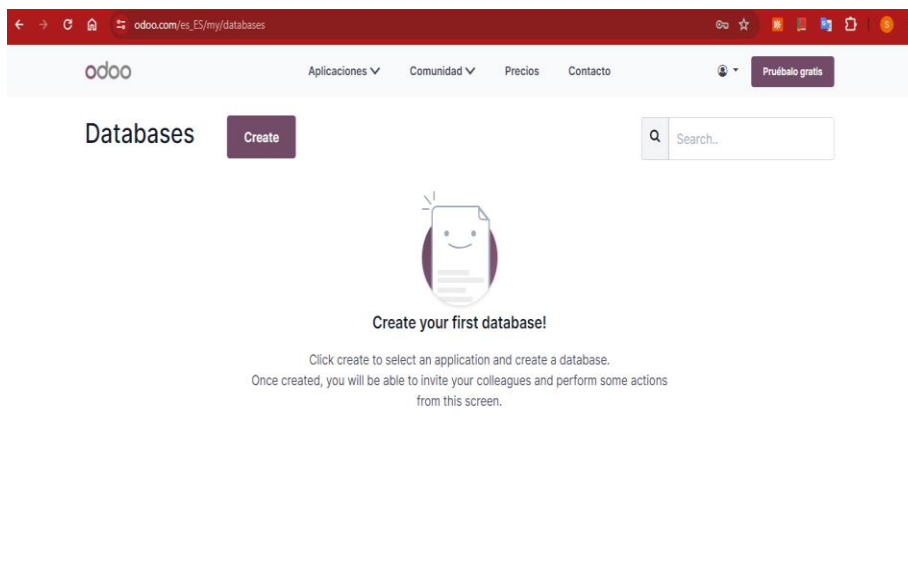 odoo.com/es_ES/my/databases
S
odoo
Aplicaciones
Comunidad
Precios
Contacto
Pruébalo gratis
Databases
Create
Search..
Create your first database!
Click create to select an application and create a database.
Once created, you will be able to invite your colleagues and perform some actions
from this screen.